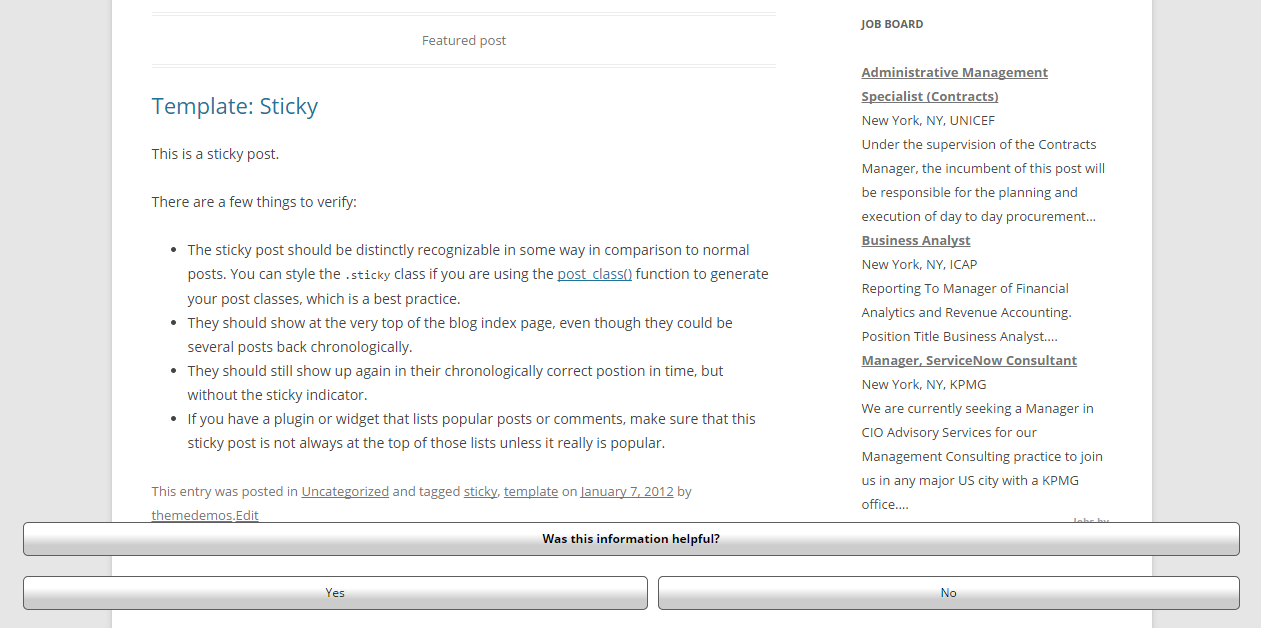 Featured post
Template: Sticky
This is a sticky post.
There are a few things to verify:
The sticky post should be distinctly recognizable in some way in comparison to normal
posts. You can style the .sticky class if you are using the post_class() function to generate
your post classes, which is a best practice.
They should show at the very top of the blog index page, even though they could be
several posts back chronologically.
They should still show up again in their chronologically correct postion in time, but
without the sticky indicator.
If you have a plugin or widget that lists popular posts or comments, make sure that this
sticky post is not always at the top of those lists unless it really is popular.
This entry was posted in Uncategorized and tagged sticky, template on January 7, 2012 by
themedemos.Edit
JOB BOARD
Administrative Management
Specialist (Contracts)
New York, NY, UNICEF
Under the supervision of the Contracts
Manager, the incumbent of this post will
be responsible for the planning and
execution of day to day procurement...
Business Analyst
New York, NY, ICAP
Reporting To Manager of Financial
Analytics and Revenue Accounting.
Position Title Business Analyst....
Manager, ServiceNow Consultant
New York, NY, KPMG
We are currently seeking a Manager in
CIO Advisory Services for our
Management Consulting practice to join
us in any major US city with a KPMG
office....
Jobs by
Was this information helpful?
Yes
No